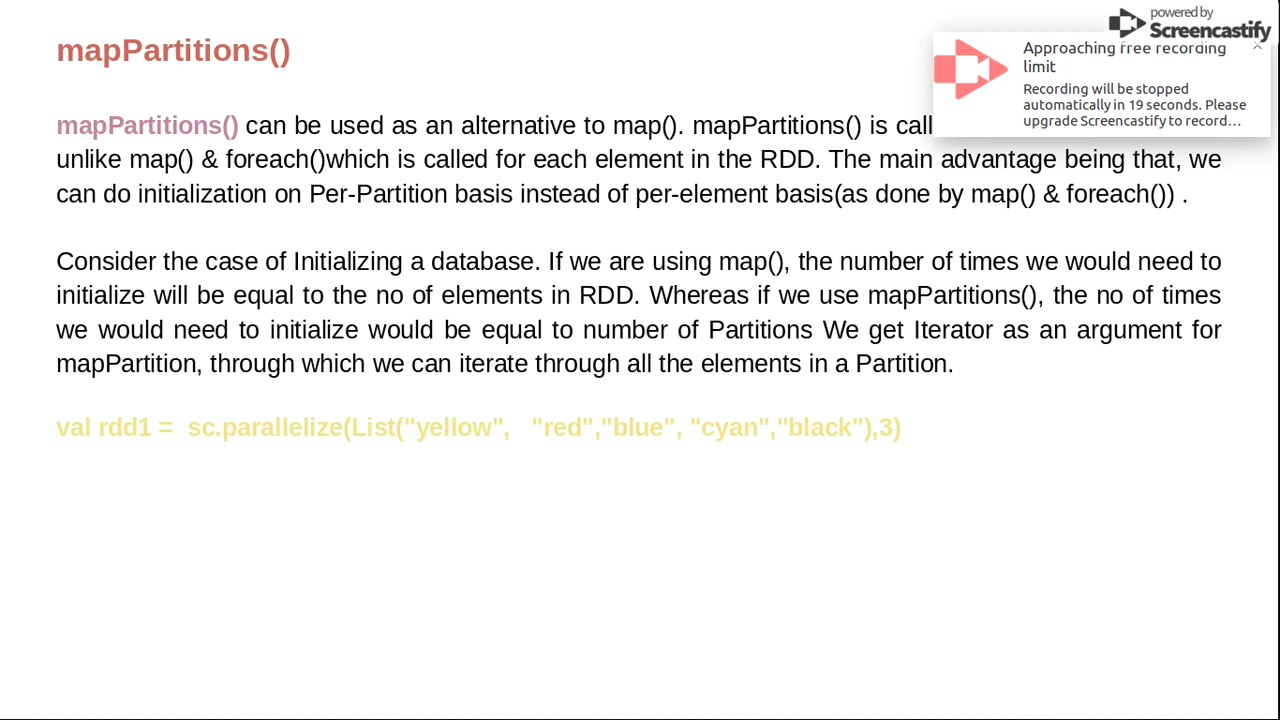 powered by
Screencastify
mapPartitions()
Approaching free recording
limit
Recording will be stopped
automatically in 19 seconds. Please
upgrade Screencastify to record…
mapPartitions() can be used as an alternative to map(). mapPartitions() is call
unlike map() & foreach()which is called for each element in the RDD. The main advantage being that, we
can do initialization on Per-Partition basis instead of per-element basis(as done by map() & foreach()) .
Consider the case of Initializing a database. If we are using map(), the number of times we would need to
initialize will be equal to the no of elements in RDD. Whereas if we use mapPartitions(), the no of times
we would need to initialize would be equal to number of Partitions We get Iterator as an argument for
mapPartition, through which we can iterate through all the elements in a Partition.
val rdd1 =  sc.parallelize(List("yellow",   "red","blue", "cyan","black"),3)